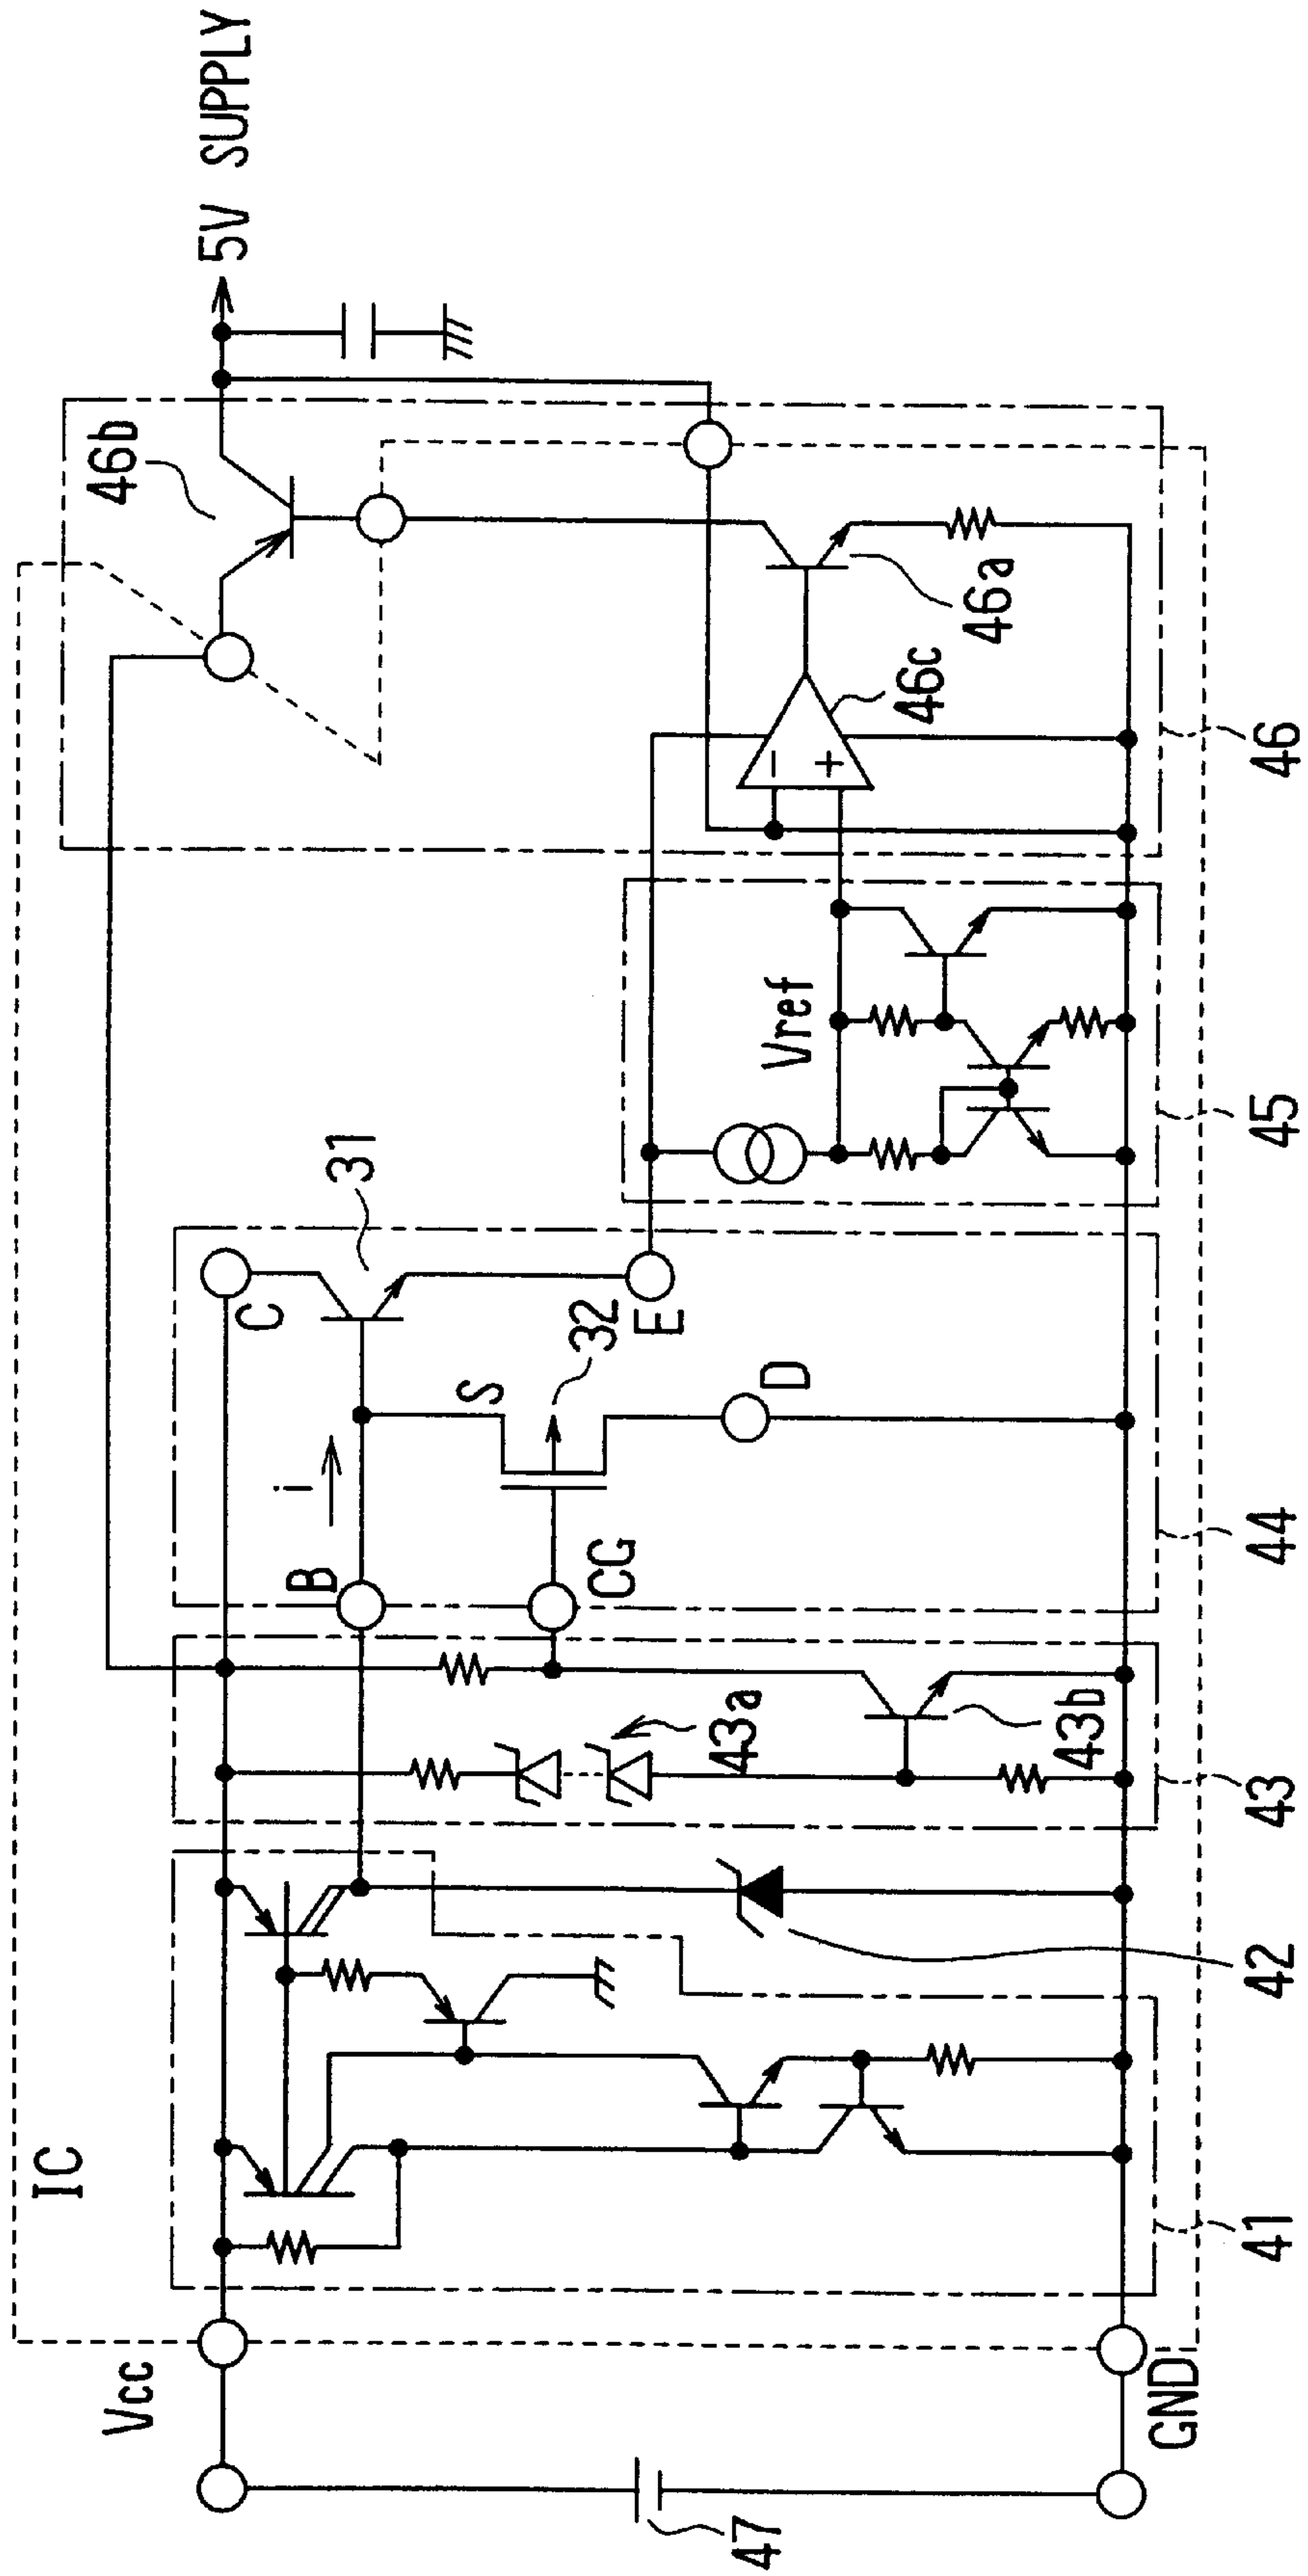 IC
Vcc
GND
47
41
42
43
43a
43b
B
CG
i
S
D
C
E
31
32
44
Vref
45
46
46a
46b
46c
5V SUPPLY
-
+